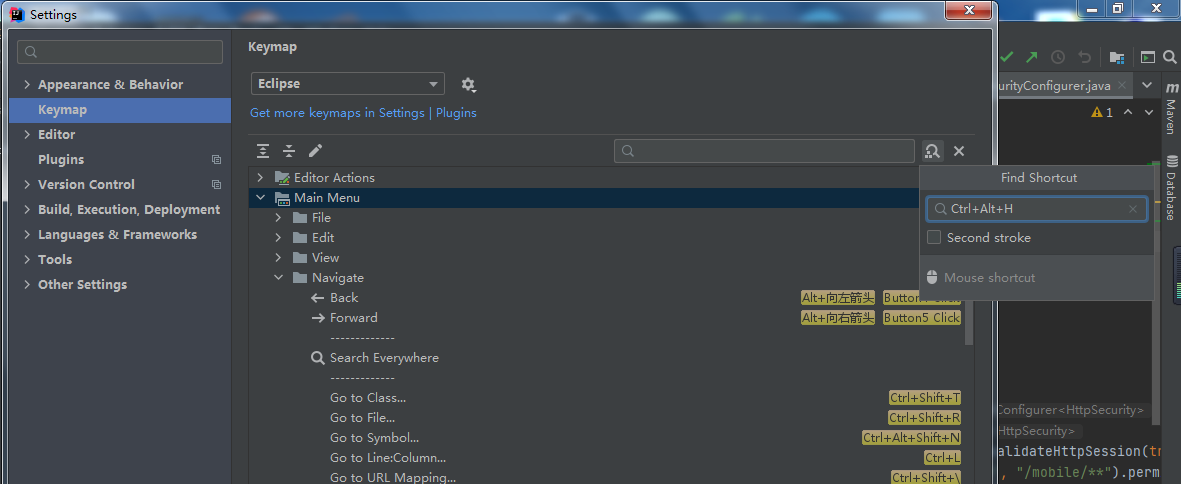 Settings
Keymap
Eclipse
Get more keymaps in Settings | Plugins
Appearance & Behavior
Keymap
Editor
Plugins
Version Control
Build, Execution, Deployment
Languages & Frameworks
Tools
Other Settings
Editor Actions
Main Menu
File
Edit
View
Navigate
Back Alt+向左箭头
Forward Alt+向右箭头 Button5 Click
-------------
Search Everywhere
-------------
Go to Class... Ctrl+Shift+T
Go to File... Ctrl+Shift+R
Go to Symbol... Ctrl+Alt+Shift+N
Go to Line:Column... Ctrl+L
Go to URL Mapping... Ctrl+Shift+\
Find Shortcut
Ctrl+Alt+H
Second stroke
Mouse shortcut
urityConfigurer.java
1
Maven
Database
Configurer<HttpSecurity>
HttpSecurity>
alidateHttpSession(tr
, "/mobile/**").perm